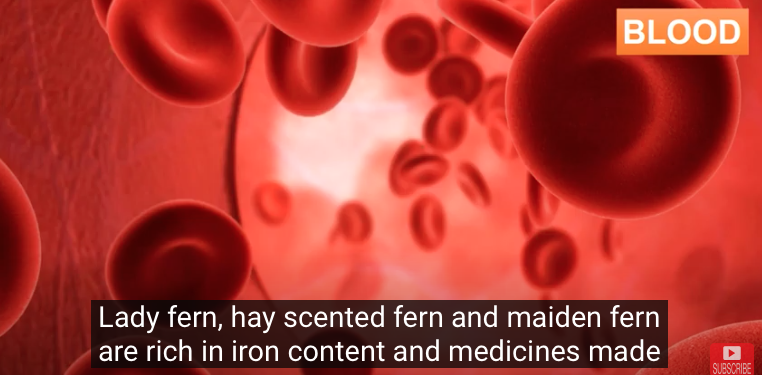 BLOOD
Lady fern, hay scented fern and maiden fern
are rich in iron content and medicines made
SUBSCRIBE